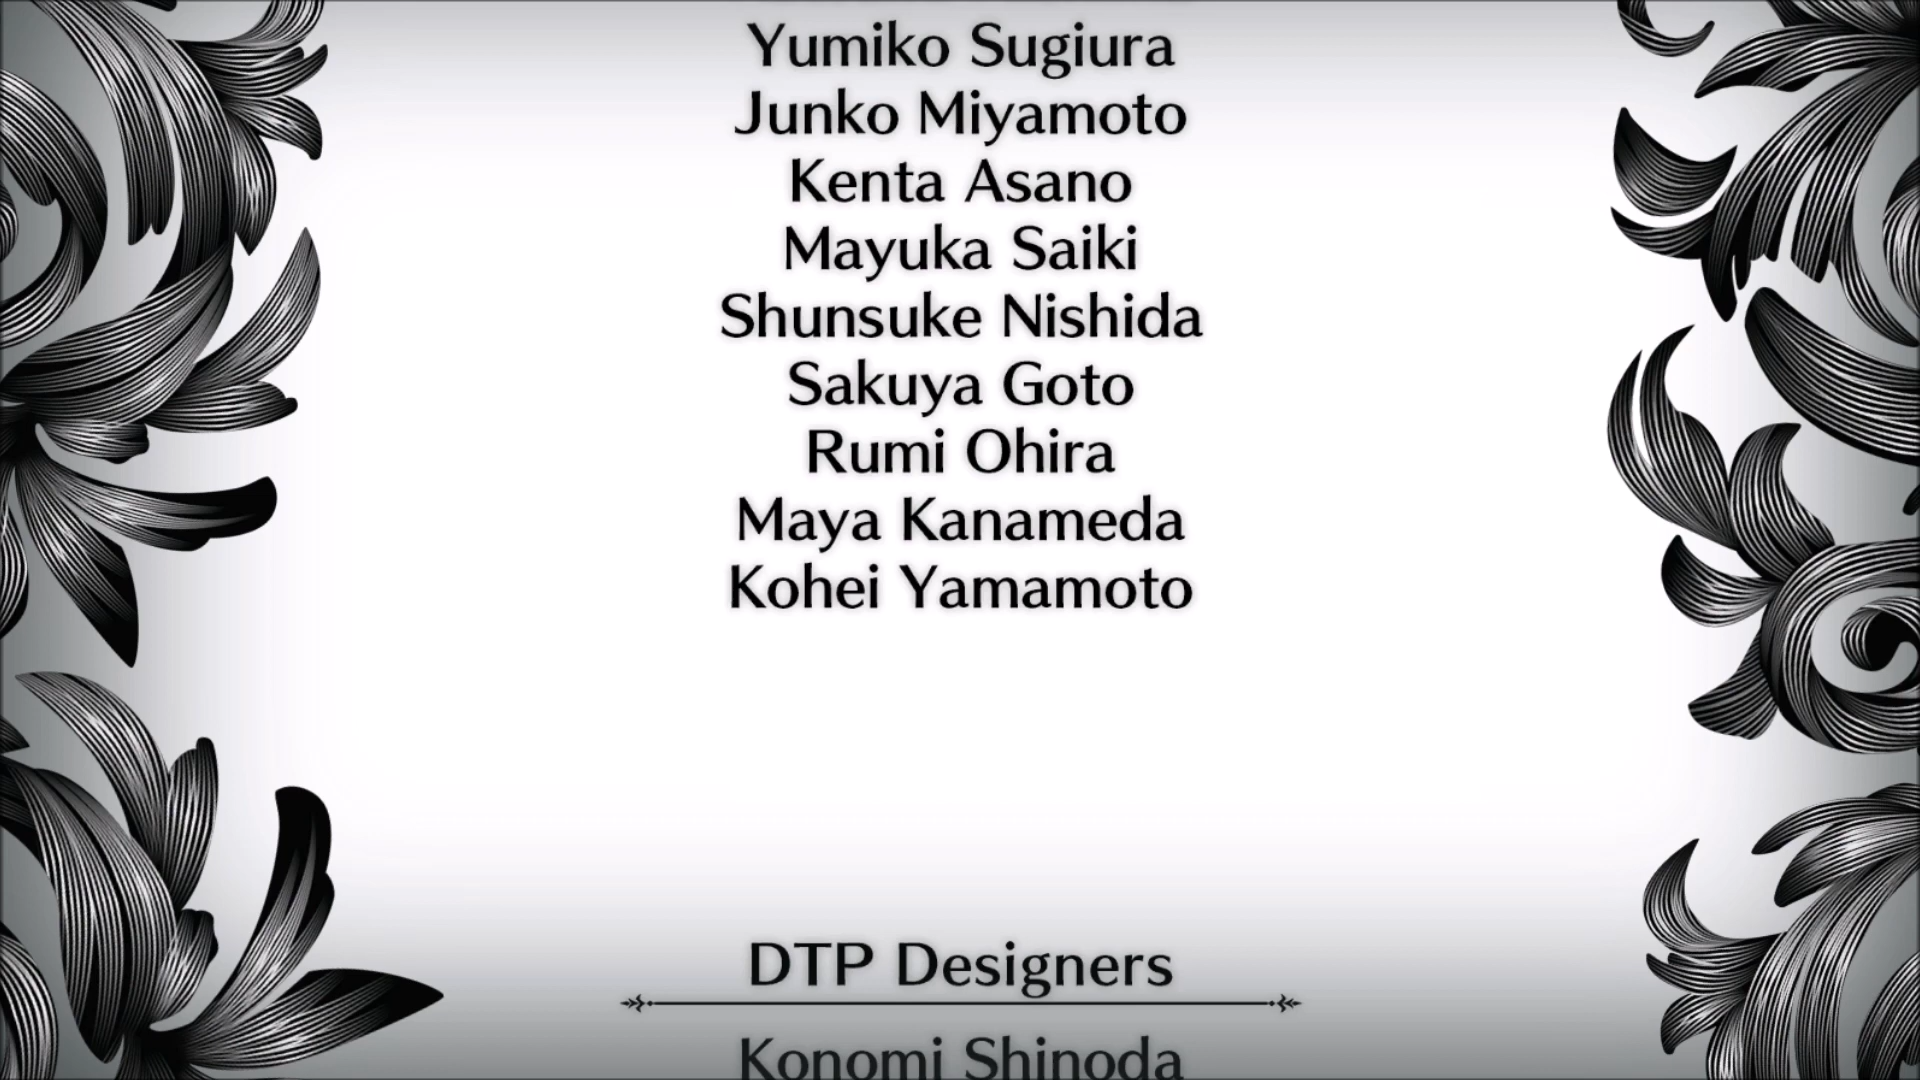 Yumiko Sugiura
Junko Miyamoto
Kenta Asano
Mayuka Saiki
Shunsuke Nishida
Sakuya Goto
Rumi Ohira
Maya Kanameda
Kohei Yamamoto
DTP Designers
Konomi Shinoda